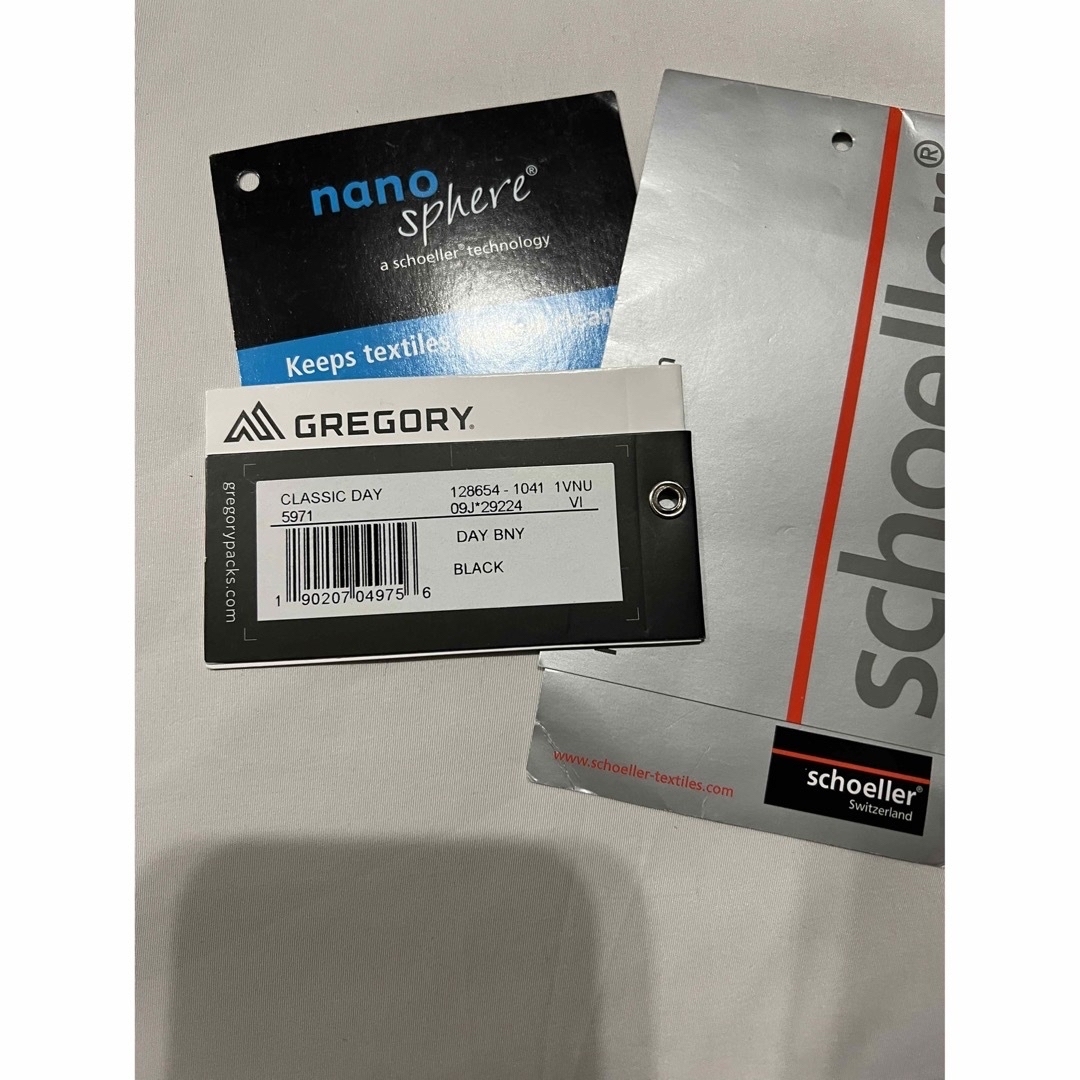 nano
sphere®
a schoeller® technology
Keeps textiles
GREGORY®
gregorypacks.com
CLASSIC DAY 128654 - 1041 1VNU
5971 09J*29224 VI
DAY BNY
BLACK
1 90207 04975 6
schoeller®
www.schoeller-textiles.com
schoeller®
Switzerland